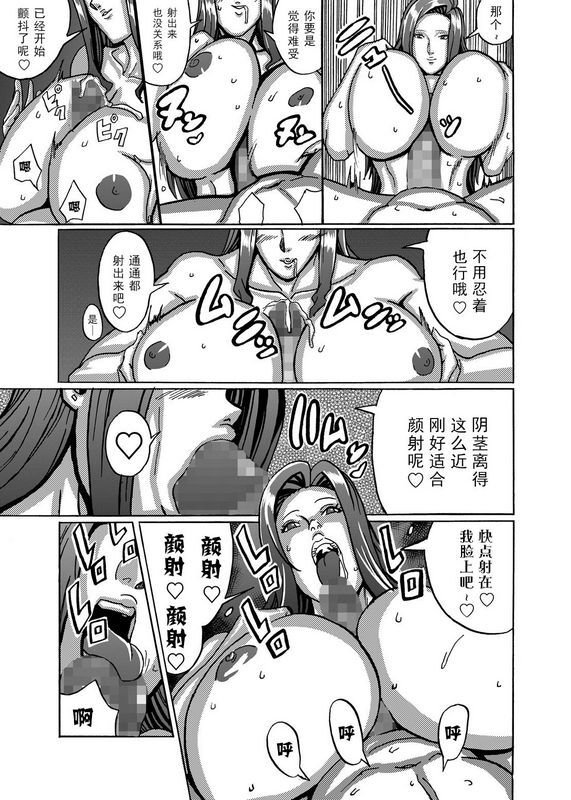 那个~
你要是
觉得难受
射出来
也没关系哦♡
已经开始
颤抖了呢♡
不用忍着
也行哦♡
通通都
射出来吧♡
是—
阴茎离得
这么近
刚好适合
颜射呢♡
♡
快点射在♡
我脸上吧~♡
颜射♡
颜射♡
颜射♡
啊
呼
呼
呼